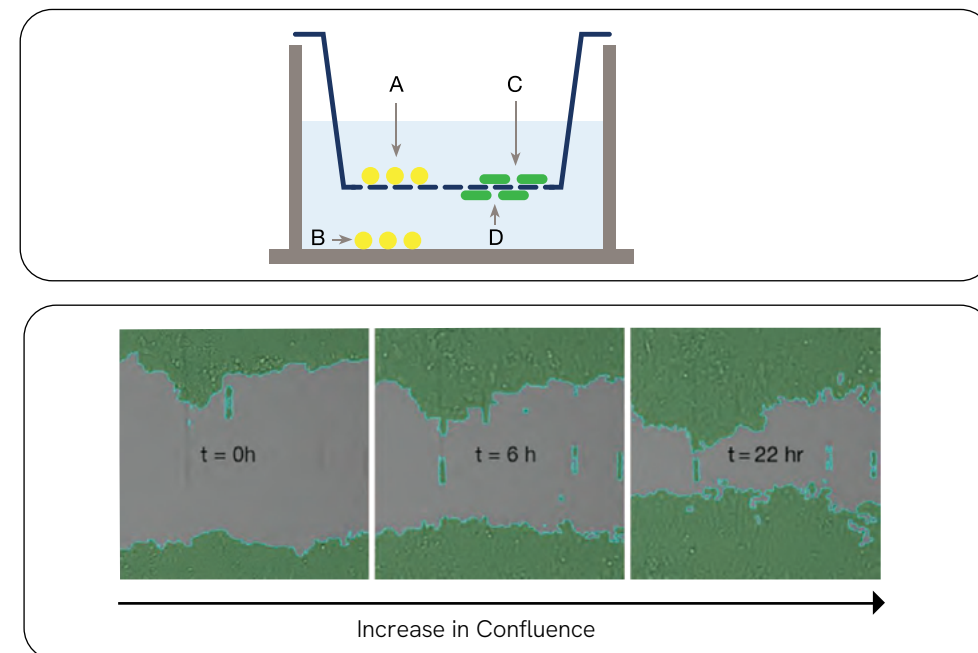 A
C
B
D
t = 0h
t = 6 h
t = 22 hr
Increase in Confluence